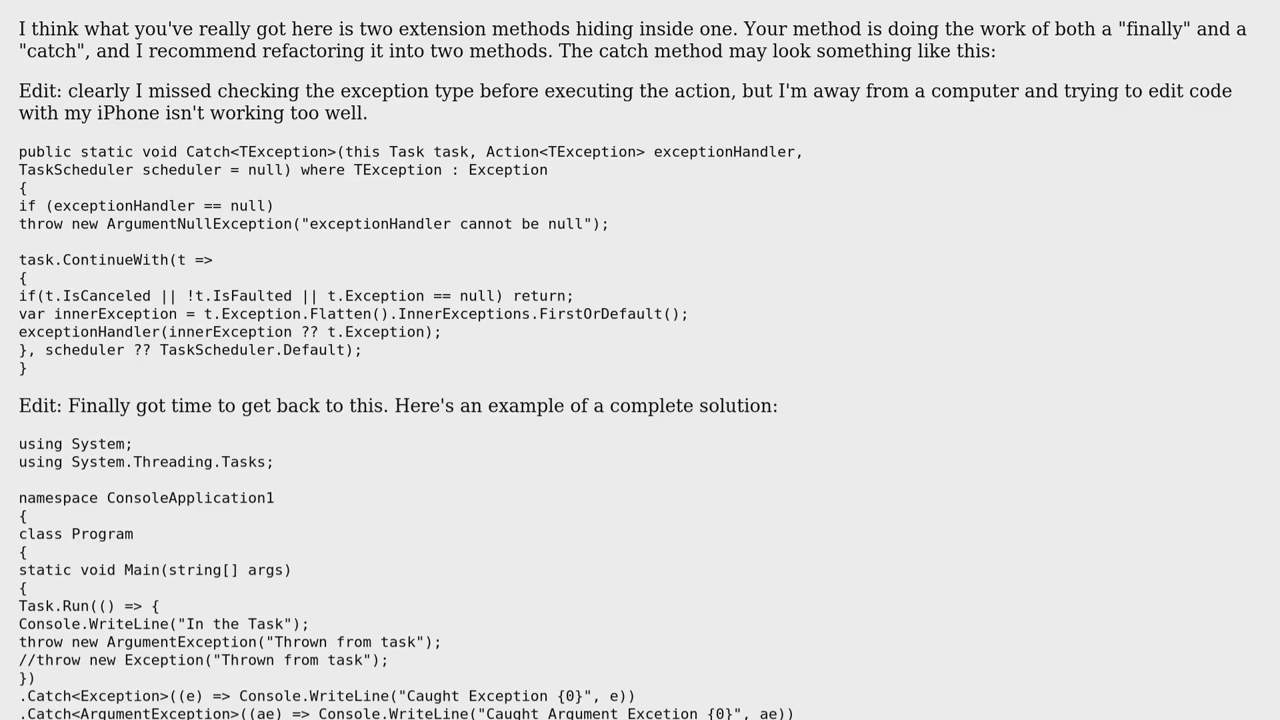 I think what you've really got here is two extension methods hiding inside one. Your method is doing the work of both a "finally" and a
"catch", and I recommend refactoring it into two methods. The catch method may look something like this:
Edit: clearly I missed checking the exception type before executing the action, but I'm away from a computer and trying to edit code
with my iPhone isn't working too well.
public static void Catch<TException>(this Task task, Action<TException> exceptionHandler,
TaskScheduler scheduler = null) where TException : Exception
{
if (exceptionHandler == null)
throw new ArgumentNullException("exceptionHandler cannot be null");
task.ContinueWith(t =>
{
if(t.IsCanceled || !t.IsFaulted || t.Exception == null) return;
var innerException = t.Exception.Flatten().InnerExceptions.FirstOrDefault();
exceptionHandler(innerException ?? t.Exception);
}, scheduler ?? TaskScheduler.Default);
}
Edit: Finally got time to get back to this. Here's an example of a complete solution:
using System;
using System.Threading.Tasks;
namespace ConsoleApplication1
{
class Program
{
static void Main(string[] args)
{
Task.Run(() => {
Console.WriteLine("In the Task");
throw new ArgumentException("Thrown from task");
//throw new Exception("Thrown from task");
})
.Catch<Exception>((e) => Console.WriteLine("Caught Exception {0}", e))
.Catch<ArgumentException>((ae) => Console.WriteLine("Caught Argument Excetion {0}", ae))